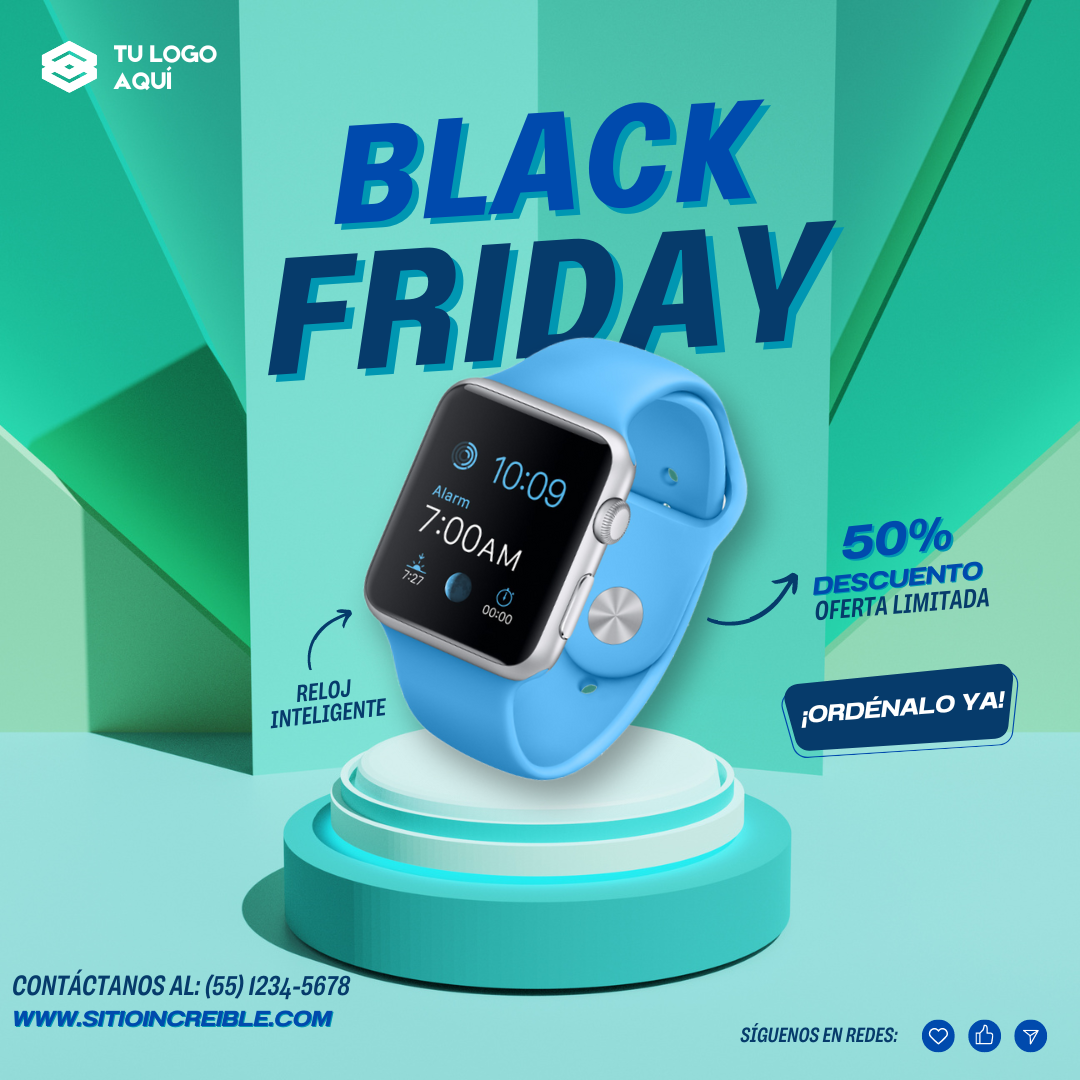 TU LOGO
AQUÍ
BLACK
FRIDAY
10:09
Alarm
7:00AM
7:27
00:00
50%
DESCUENTO
OFERTA LIMITADA
RELOJ
INTELIGENTE
¡ORDÉNALO YA!
CONTÁCTANOS AL: (55) 1234-5678
WWW.SITIOINCREIBLE.COM
SÍGUENOS EN REDES: